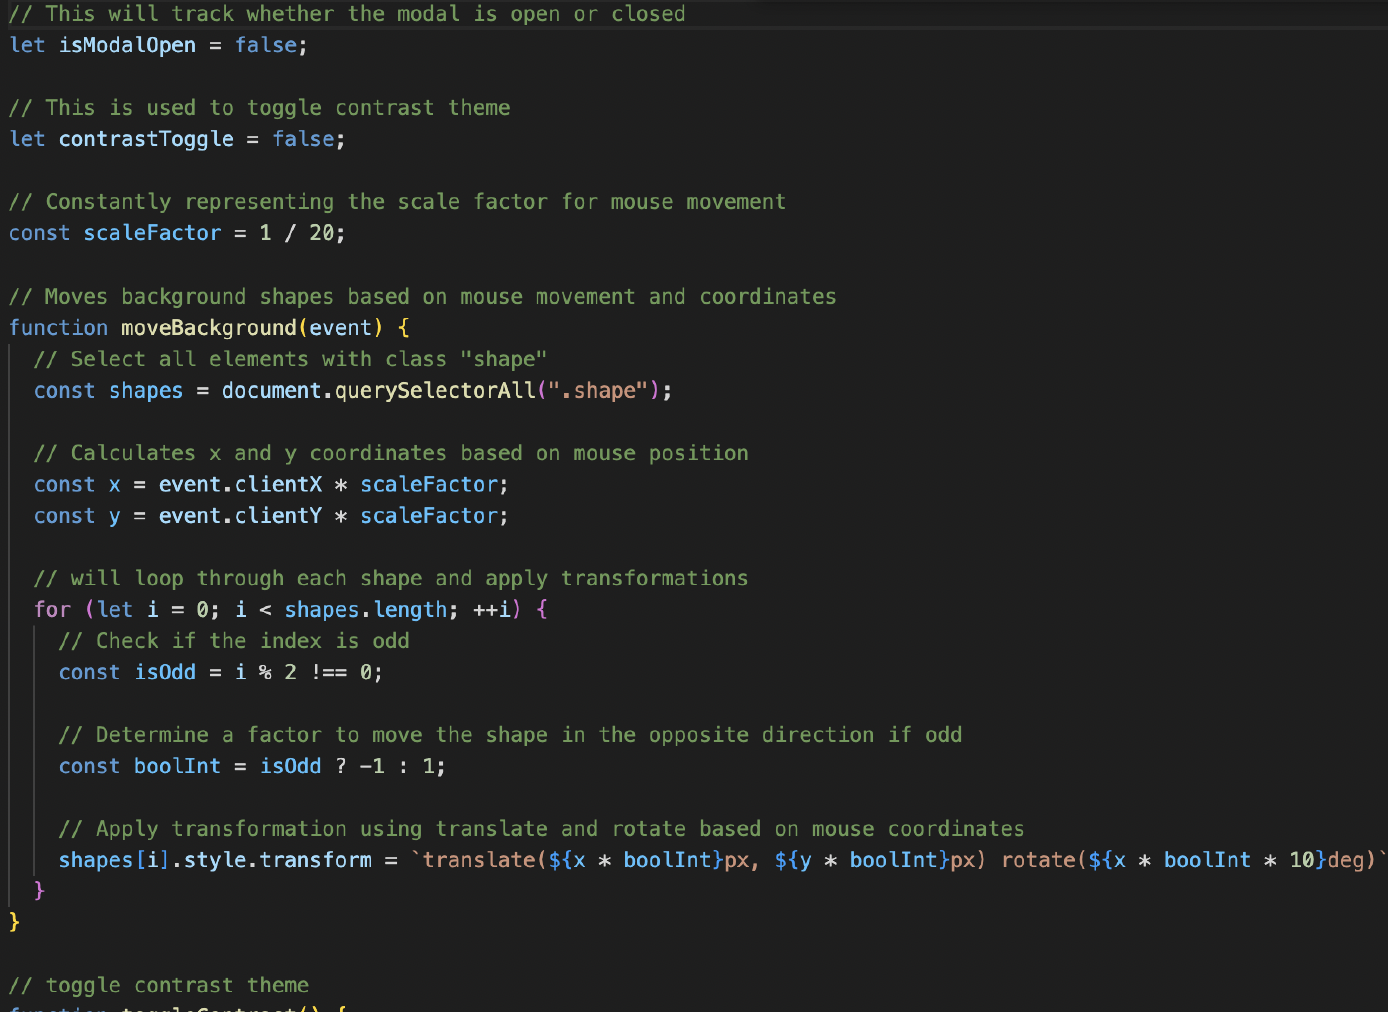 // This will track whether the modal is open or closed
let isModalOpen = false;
// This is used to toggle contrast theme
let contrastToggle = false;
// Constantly representing the scale factor for mouse movement
const scaleFactor = 1 / 20;
// Moves background shapes based on mouse movement and coordinates
function moveBackground(event) {
  // Select all elements with class "shape"
  const shapes = document.querySelectorAll(".shape");
  // Calculates x and y coordinates based on mouse position
  const x = event.clientX * scaleFactor;
  const y = event.clientY * scaleFactor;
  // will loop through each shape and apply transformations
  for (let i = 0; i < shapes.length; ++i) {
    // Check if the index is odd
    const isOdd = i % 2 !== 0;
    // Determine a factor to move the shape in the opposite direction if odd
    const boolInt = isOdd ? -1 : 1;
    // Apply transformation using translate and rotate based on mouse coordinates
    shapes[i].style.transform = `translate(${x * boolInt}px, ${y * boolInt}px) rotate(${x * boolInt * 10}deg)`
  }
}
// toggle contrast theme
function toggleContrast() {